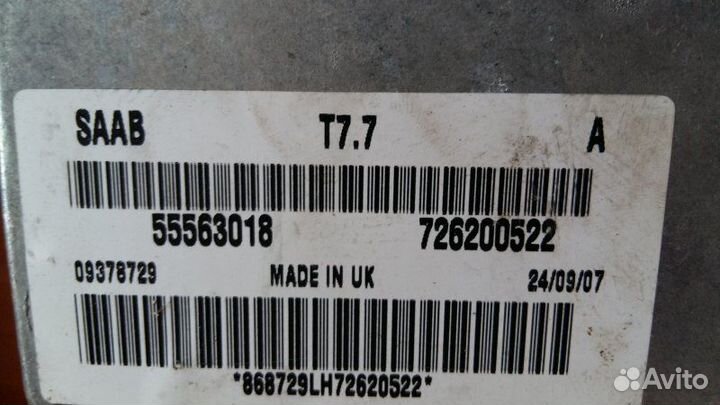 SAAB T7.7 A
55563018 726200522
09378729 MADE IN UK 24/09/07
*868729LH72620522*
Avito